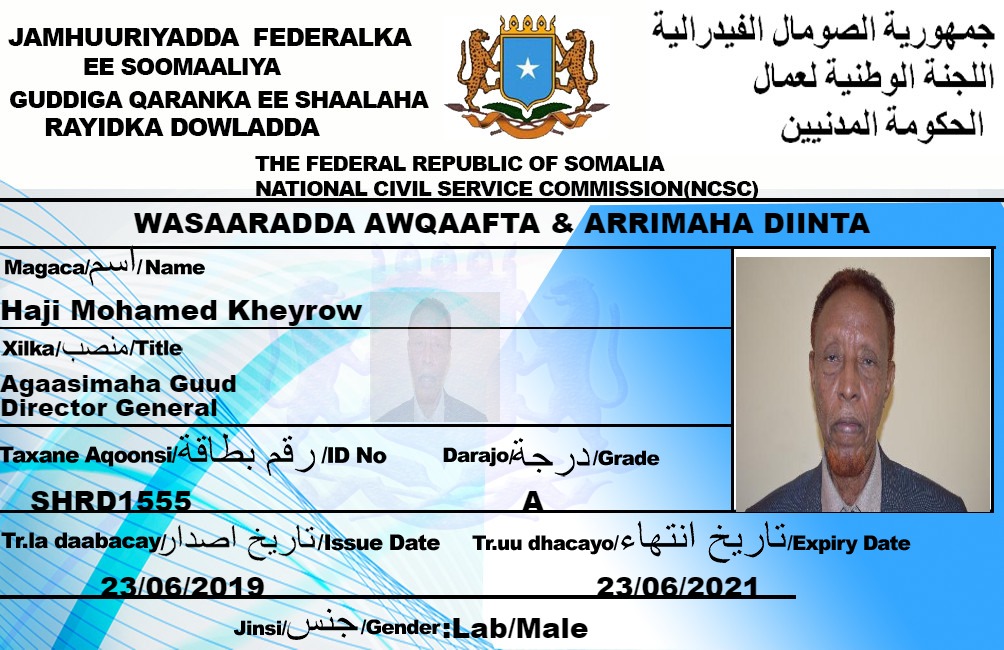 JAMHUURIYADDA FEDERALKA
EE SOOMAALIYA
GUDDIGA QARANKA EE SHAALAHA
RAYIDKA DOWLADDA
جمهورية الصومال الفيدرالية
اللجنة الوطنية لعمال
الحكومة المدنيين
THE FEDERAL REPUBLIC OF SOMALIA
NATIONAL CIVIL SERVICE COMMISSION(NCSC)
WASAARADDA AWQAAFTA & ARRIMAHA DIINTA
Magaca/اسم/Name
Haji Mohamed Kheyrow
Xilka/منصب/Title
Agaasimaha Guud
Director General
Taxane Aqoonsi/رقم بطاقة/ID No Darajo/درجة/Grade
SHRD1555 A
Tr.la daabacay/تاريخ اصدار/Issue Date Tr.uu dhacayo/تاريخ انتهاء/Expiry Date
23/06/2019 23/06/2021
Jinsi/جنس/Gender:Lab/Male